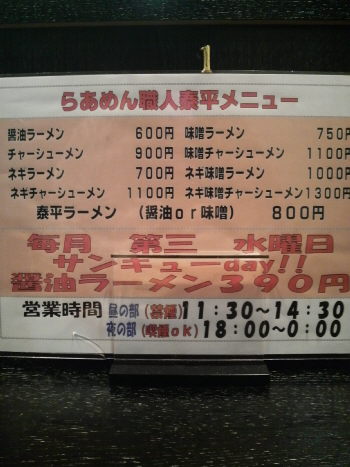 1
らあめん職人泰平メニュー
醤油ラーメン 600円 味噌ラーメン 750円
チャーシューメン 900円 味噌チャーシューメン 1100円
ネギラーメン 700円 ネギ味噌ラーメン 1000円
ネギチャーシューメン 1100円 ネギ味噌チャーシューメン1300円
泰平ラーメン (醤油or味噌) 800円
毎月 第三 水曜日
サンキューday!!
醤油ラーメン390円
営業時間 昼の部(禁煙)11:30~14:30
夜の部(喫煙ok)18:00~0:00